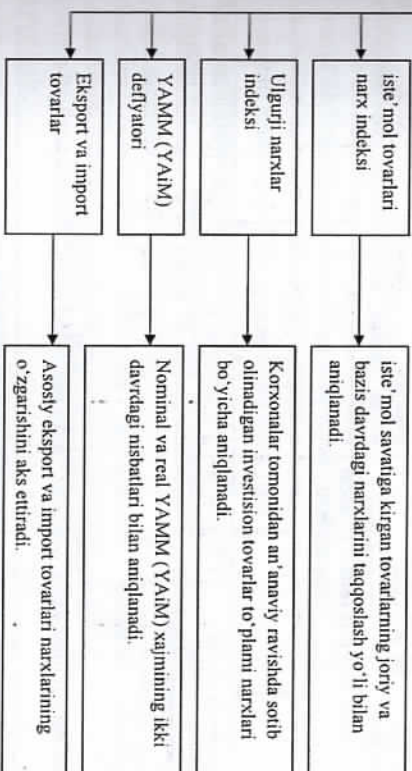 iste'mol tovarlari
narx indeksi
iste'mol savatiga kirgan tovarlarning joriy va
bazis davrdagi narxlarini taqqoslash yo'li bilan
aniqlanadi.
Ulgurji narxlar
indeksi
Korxonalar tomonidan an'anaviy ravishda sotib
olinadigan investision tovarlar to'plami narxlari
bo'yicha aniqlanadi.
YAMM (YAiM)
deflyatori
Nominal va real YAMM (YAiM) xajmining ikki
davrdagi nisbatlari bilan aniqlanadi.
Eksport va import
tovarlar
Asosiy eksport va import tovarlari narxlarining
o'zgarishini aks ettiradi.